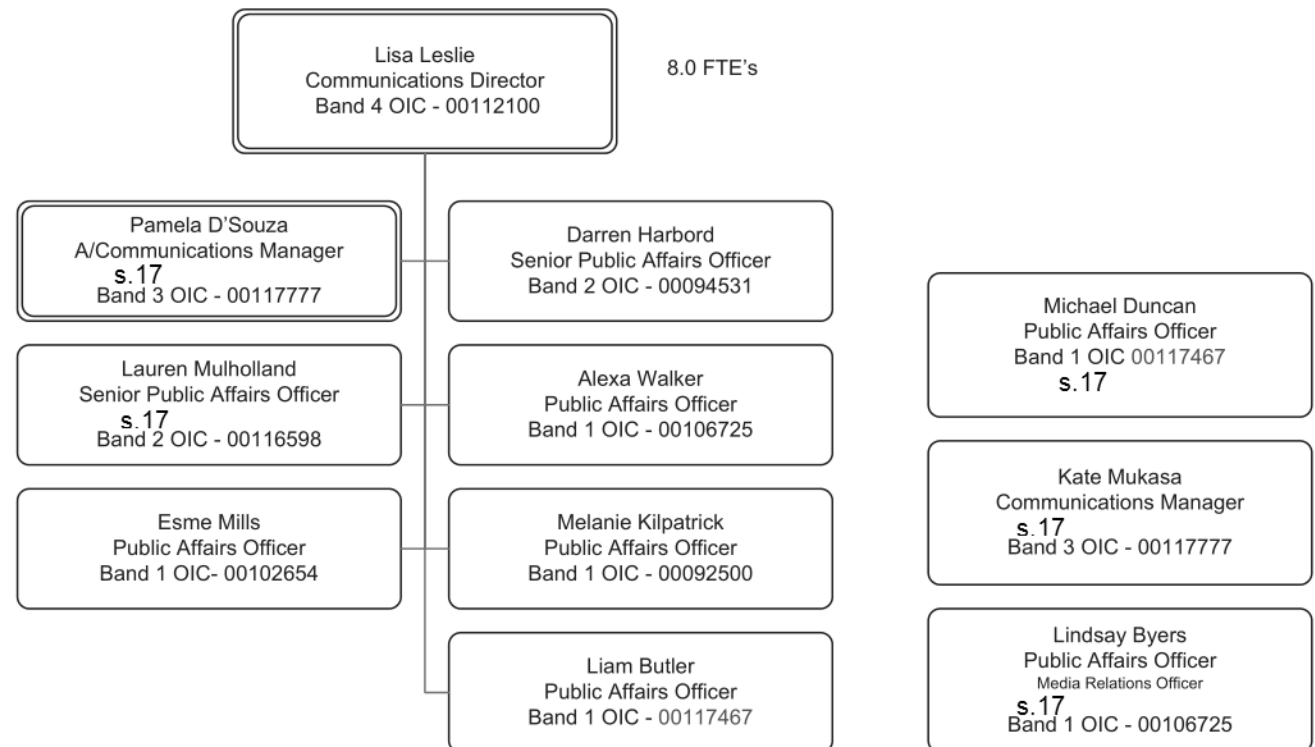 Lisa Leslie
Communications Director
Band 4 OIC - 00112100
8.0 FTE's
Pamela D'Souza
A/Communications Manager
s.17
Band 3 OIC - 00117777
Darren Harbord
Senior Public Affairs Officer
Band 2 OIC - 00094531
Lauren Mulholland
Senior Public Affairs Officer
s.17
Band 2 OIC - 00116598
Alexa Walker
Public Affairs Officer
Band 1 OIC - 00106725
Esme Mills
Public Affairs Officer
Band 1 OIC- 00102654
Melanie Kilpatrick
Public Affairs Officer
Band 1 OIC - 00092500
Liam Butler
Public Affairs Officer
Band 1 OIC - 00117467
Michael Duncan
Public Affairs Officer
Band 1 OIC 00117467
s.17
Kate Mukasa
Communications Manager
s.17
Band 3 OIC - 00117777
Lindsay Byers
Public Affairs Officer
Media Relations Officer
s.17
Band 1 OIC - 00106725